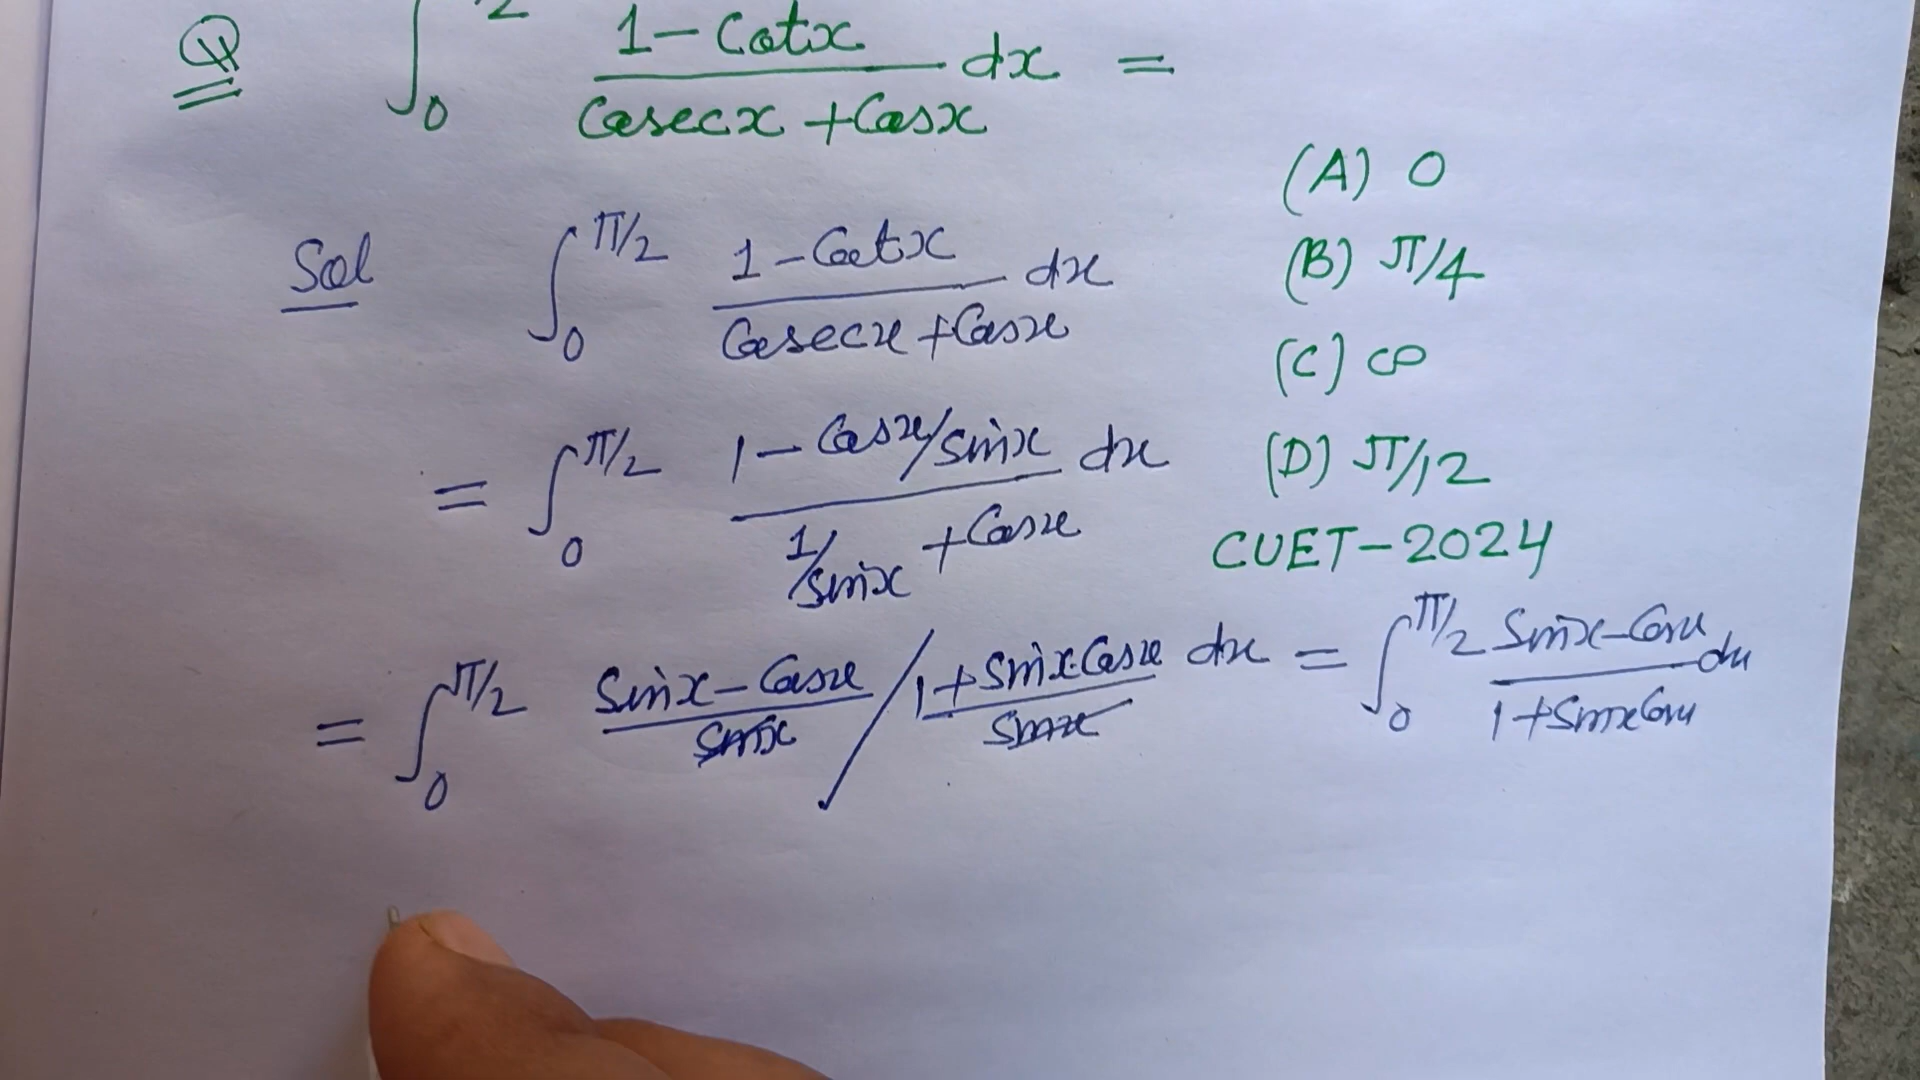 Q ∫₀ /2 1-Cotx / Cosecx+Cosx dx =
(A) 0
Sol ∫₀^π/2 1-Cotx / Cosecx+Cosx dx
(B) π/4
(C) ∞
= ∫₀^π/2 1-Cosx/sinx / 1/sinx +Cosx dx
(D) π/12
CUET-2024
= ∫₀^π/2 Sinx-Cosx / sinx / 1+Sinx·Cosx / Sinx dx = ∫₀^π/2 Sinx-Cosx / 1+SinxCosx dx